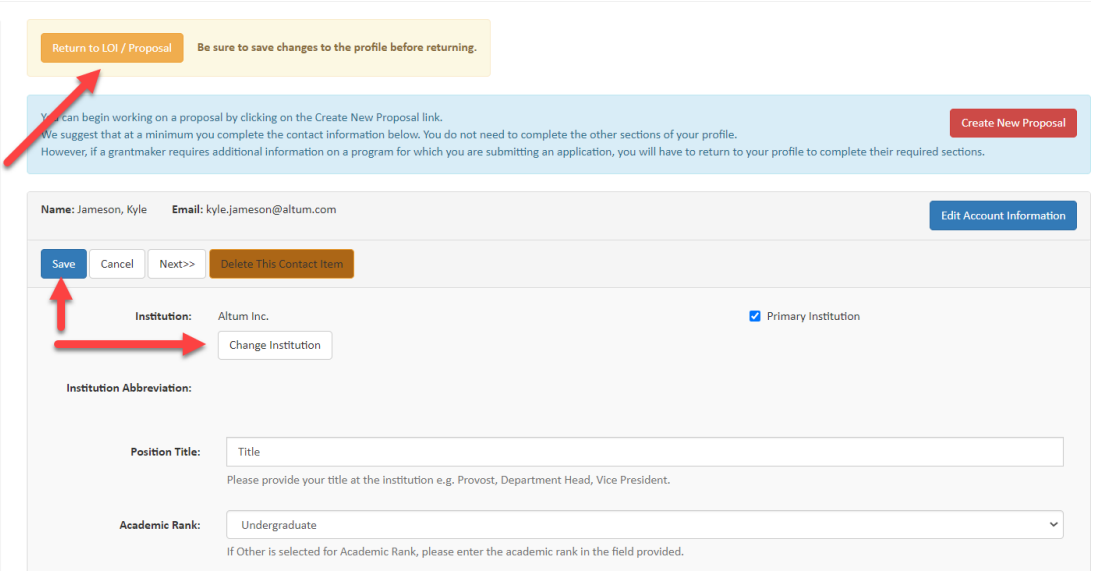 Return to LOI / Proposal Be sure to save changes to the profile before returning.
You can begin working on a proposal by clicking on the Create New Proposal link.
We suggest that at a minimum you complete the contact information below. You do not need to complete the other sections of your profile.
However, if a grantmaker requires additional information on a program for which you are submitting an application, you will have to return to your profile to complete their required sections.
Create New Proposal
Name: Jameson, Kyle Email: kyle.jameson@altum.com
Edit Account Information
Save Cancel Next>> Delete This Contact Item
Institution: Altum Inc. Primary Institution
Change Institution
Institution Abbreviation:
Position Title: Title
Please provide your title at the institution e.g. Provost, Department Head, Vice President.
Academic Rank: Undergraduate
If Other is selected for Academic Rank, please enter the academic rank in the field provided.